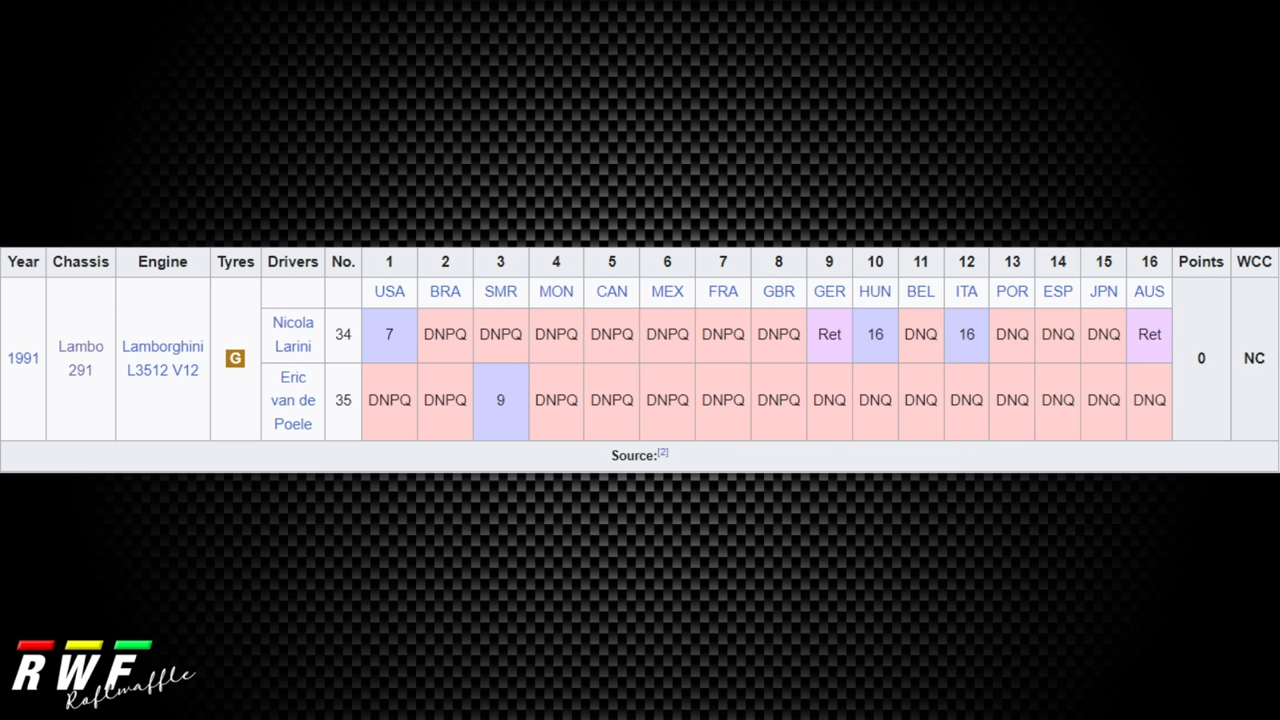 Year Chassis Engine Tyres Drivers No. 1 2 3 4 5 6 7 8 9 10 11 12 13 14 15 16 Points WCC
USA BRA SMR MON CAN MEX FRA GBR GER HUN BEL ITA POR ESP JPN AUS
1991 Lambo 291 Lamborghini L3512 V12 G
Nicola Larini 34 7 DNPQ DNPQ DNPQ DNPQ DNPQ DNPQ DNPQ Ret 16 DNQ 16 DNQ DNQ DNQ Ret
0 NC
Eric van de Poele 35 DNPQ DNPQ 9 DNPQ DNPQ DNPQ DNPQ DNPQ DNQ DNQ DNQ DNQ DNQ DNQ DNQ DNQ
Source:[2]
RWF
Roflwaffle